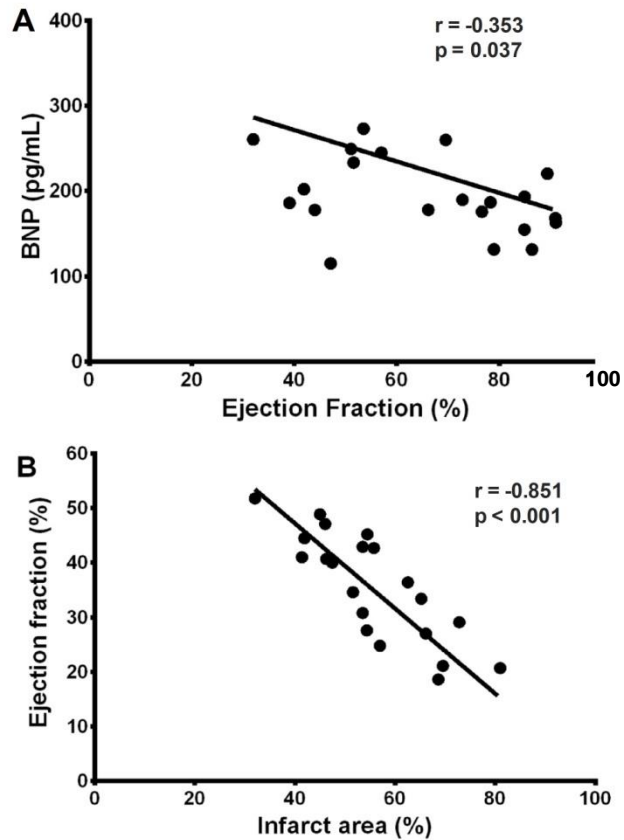 A
r = -0.353
p = 0.037
BNP (pg/mL)
400
300
200
100
0
0 20 40 60 80 100
Ejection Fraction (%)
B
r = -0.851
p < 0.001
Ejection fraction (%)
60
50
40
30
20
10
0
0 20 40 60 80 100
Infarct area (%)